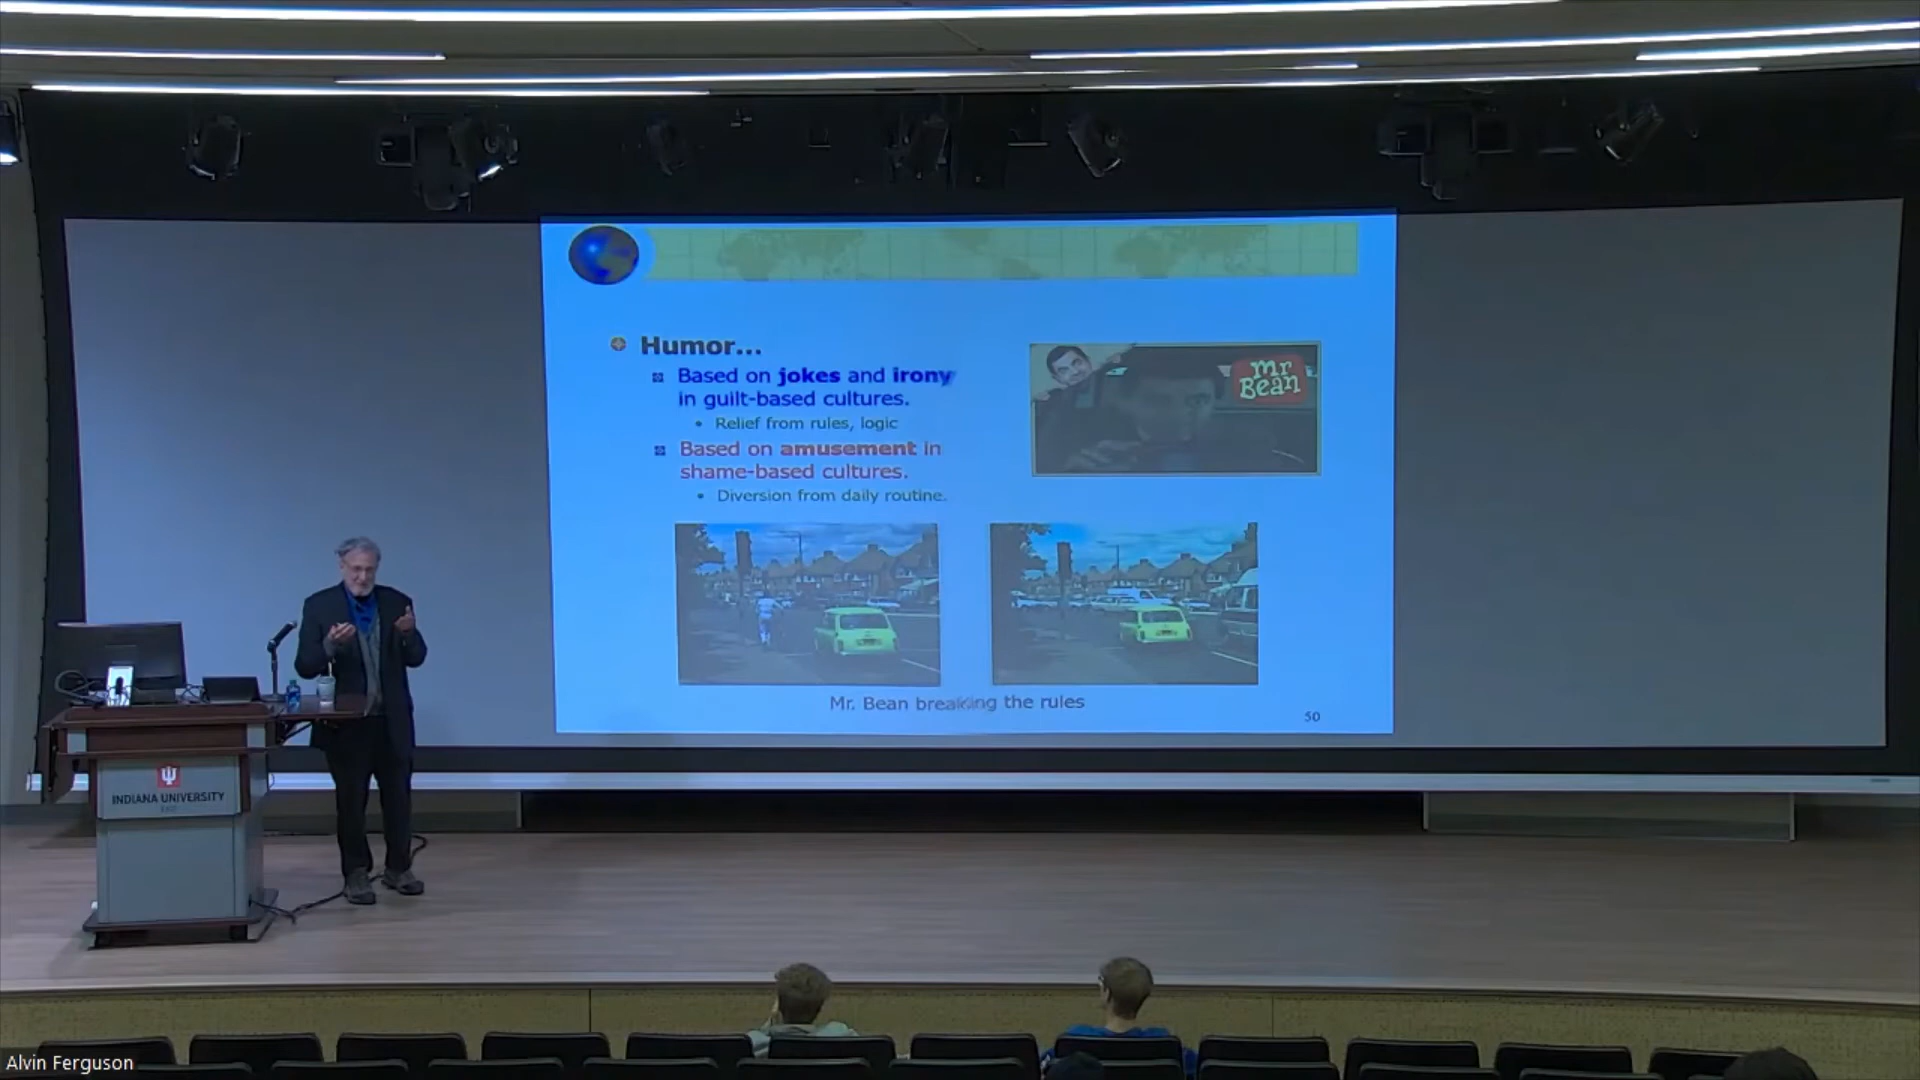 Humor...
Based on jokes and irony
in guilt-based cultures.
Relief from rules, logic
Based on amusement in
shame-based cultures.
Diversion from daily routine.
Mr
Bean
Mr. Bean breaking the rules
50
INDIANA UNIVERSITY
EAST
Alvin Ferguson